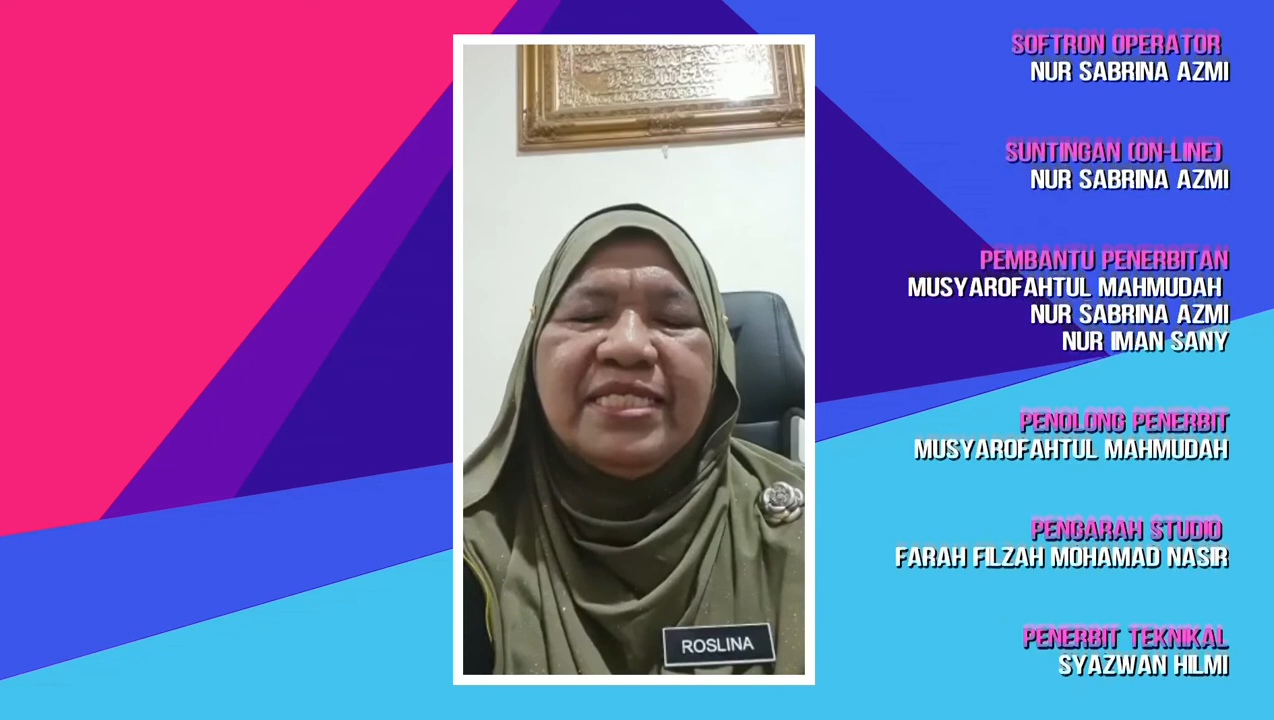 SOFTRON OPERATOR
NUR SABRINA AZMI
SUNTINGAN (ON-LINE)
NUR SABRINA AZMI
PEMBANTU PENERBITAN
MUSYAROFAHTUL MAHMUDAH
NUR SABRINA AZMI
NUR IMAN SANY
PENOLONG PENERBIT
MUSYAROFAHTUL MAHMUDAH
PENGARAH STUDIO
FARAH FILZAH MOHAMAD NASIR
PENERBIT TEKNIKAL
SYAZWAN HILMI
ROSLINA